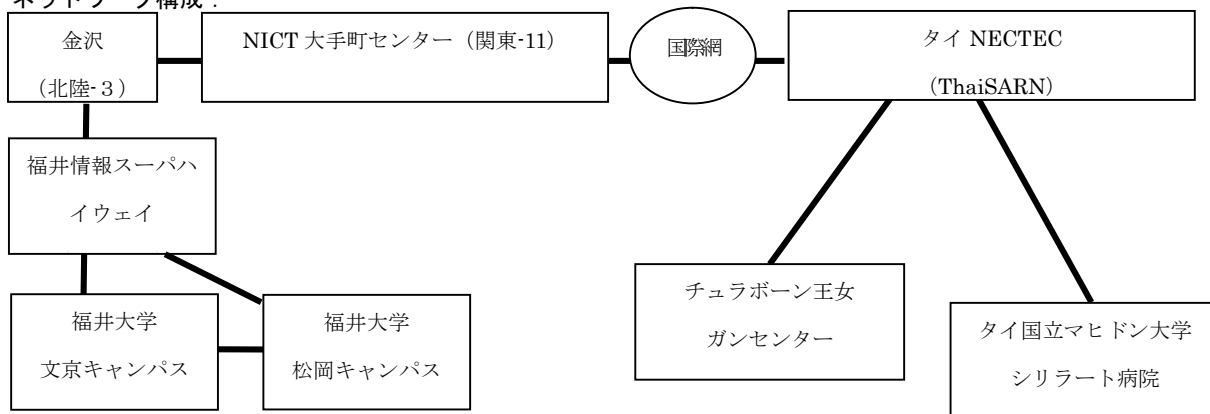 ネットワーク構成：
金沢
（北陸-３）
NICT 大手町センター（関東-11）
国際網
タイ NECTEC
（ThaiSARN）
福井情報スーパハ
イウェイ
福井大学
文京キャンパス
福井大学
松岡キャンパス
チュラボーン王女
ガンセンター
タイ国立マヒドン大学
シリラート病院